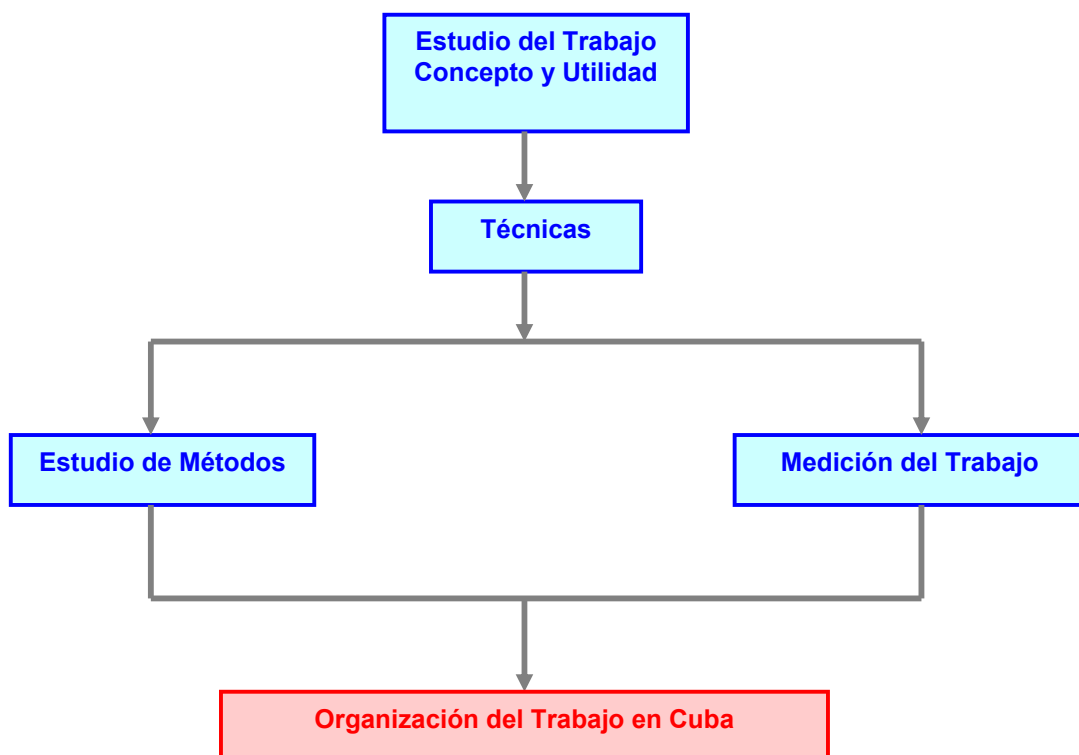 Estudio del Trabajo
Concepto y Utilidad
Técnicas
Estudio de Métodos
Medición del Trabajo
Organización del Trabajo en Cuba